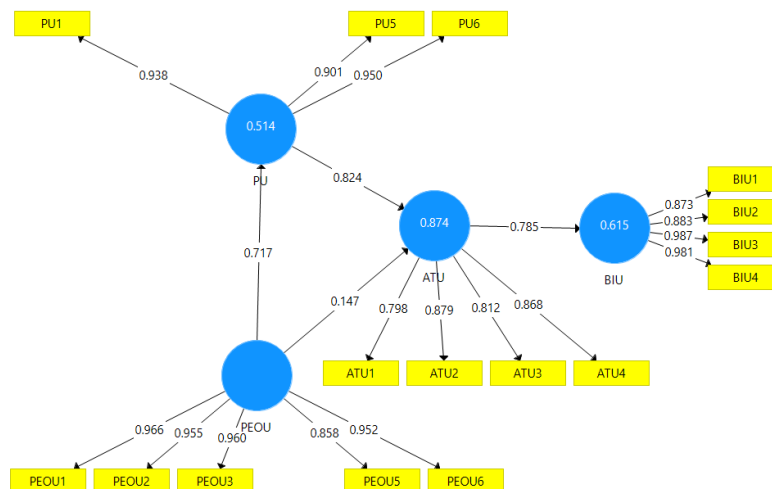 PU1
PU5
PU6
0.938
0.901
0.950
0.514
PU
0.824
0.717
0.874
ATU
0.785
0.615
BIU
0.873
0.883
0.987
0.981
BIU1
BIU2
BIU3
BIU4
0.147
0.798
0.879
0.812
0.868
ATU1
ATU2
ATU3
ATU4
PEOU
0.966
0.955
0.960
0.858
0.952
PEOU1
PEOU2
PEOU3
PEOU5
PEOU6